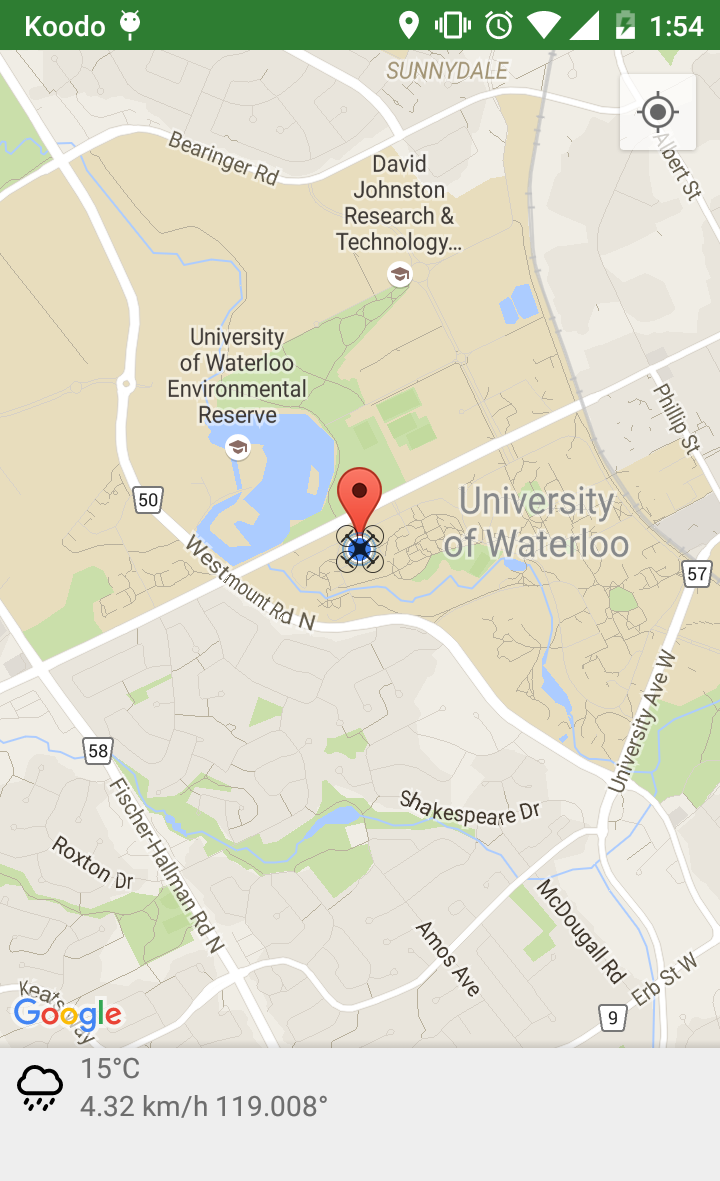 Koodo
1:54
SUNNYDALE
Bearinger Rd
Albert St
David
Johnston
Research &
Technology...
University
of Waterloo
Environmental
Reserve
Phillip St
50
University
of Waterloo
57
Westmount Rd N
University Ave W
58
Fischer-Hallman Rd N
Shakespeare Dr
Roxton Dr
McDougall Rd
Amos Ave
Erb St W
Google
9
15°C
4.32 km/h 119.008°